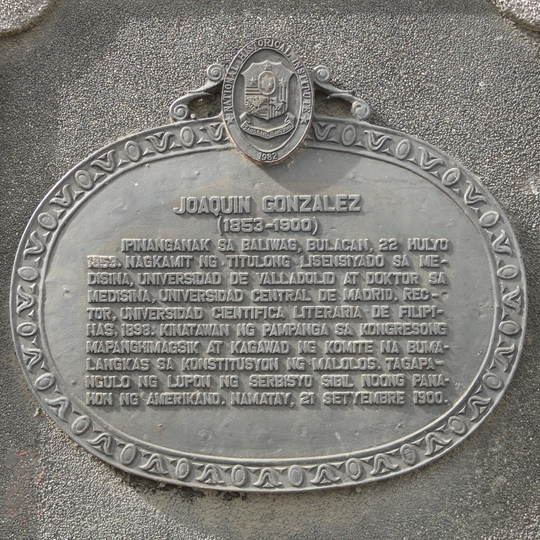 NATIONAL HISTORICAL INSTITUTE
1982
JOAQUIN GONZALEZ
(1853-1900)
IPINANGANAK SA BALIWAG, BULACAN, 22 HULYO
1853. NAGKAMIT NG TITULONG LISENSIYADO SA ME-
DISINA, UNIVERSIDAD DE VALLADOLID AT DOKTOR SA
MEDISINA, UNIVERSIDAD CENTRAL DE MADRID, REC-
TOR, UNIVERSIDAD CIENTIFICA LITERARIA DE FILIPI-
NAS, 1898. KINATAWAN NG PAMPANGA SA KONGRESONG
MAPANGHIMAGSIK AT KAGAWAD NG KOMITE NA BUMA-
LANGKAS SA KONSTITUSYON NG MALOLOS. TAGAPA-
NGULO NG LUPON NG SERBISYO SIBIL NOONG PANA-
HON NG AMERIKANO. NAMATAY, 21 SETYEMBRE 1900.